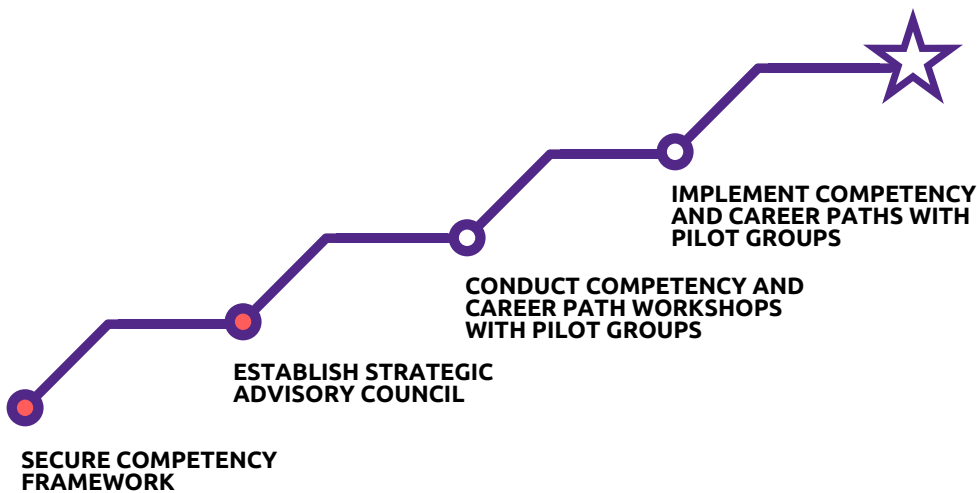 IMPLEMENT COMPETENCY
AND CAREER PATHS WITH
PILOT GROUPS
CONDUCT COMPETENCY AND
CAREER PATH WORKSHOPS
WITH PILOT GROUPS
ESTABLISH STRATEGIC
ADVISORY COUNCIL
SECURE COMPETENCY
FRAMEWORK